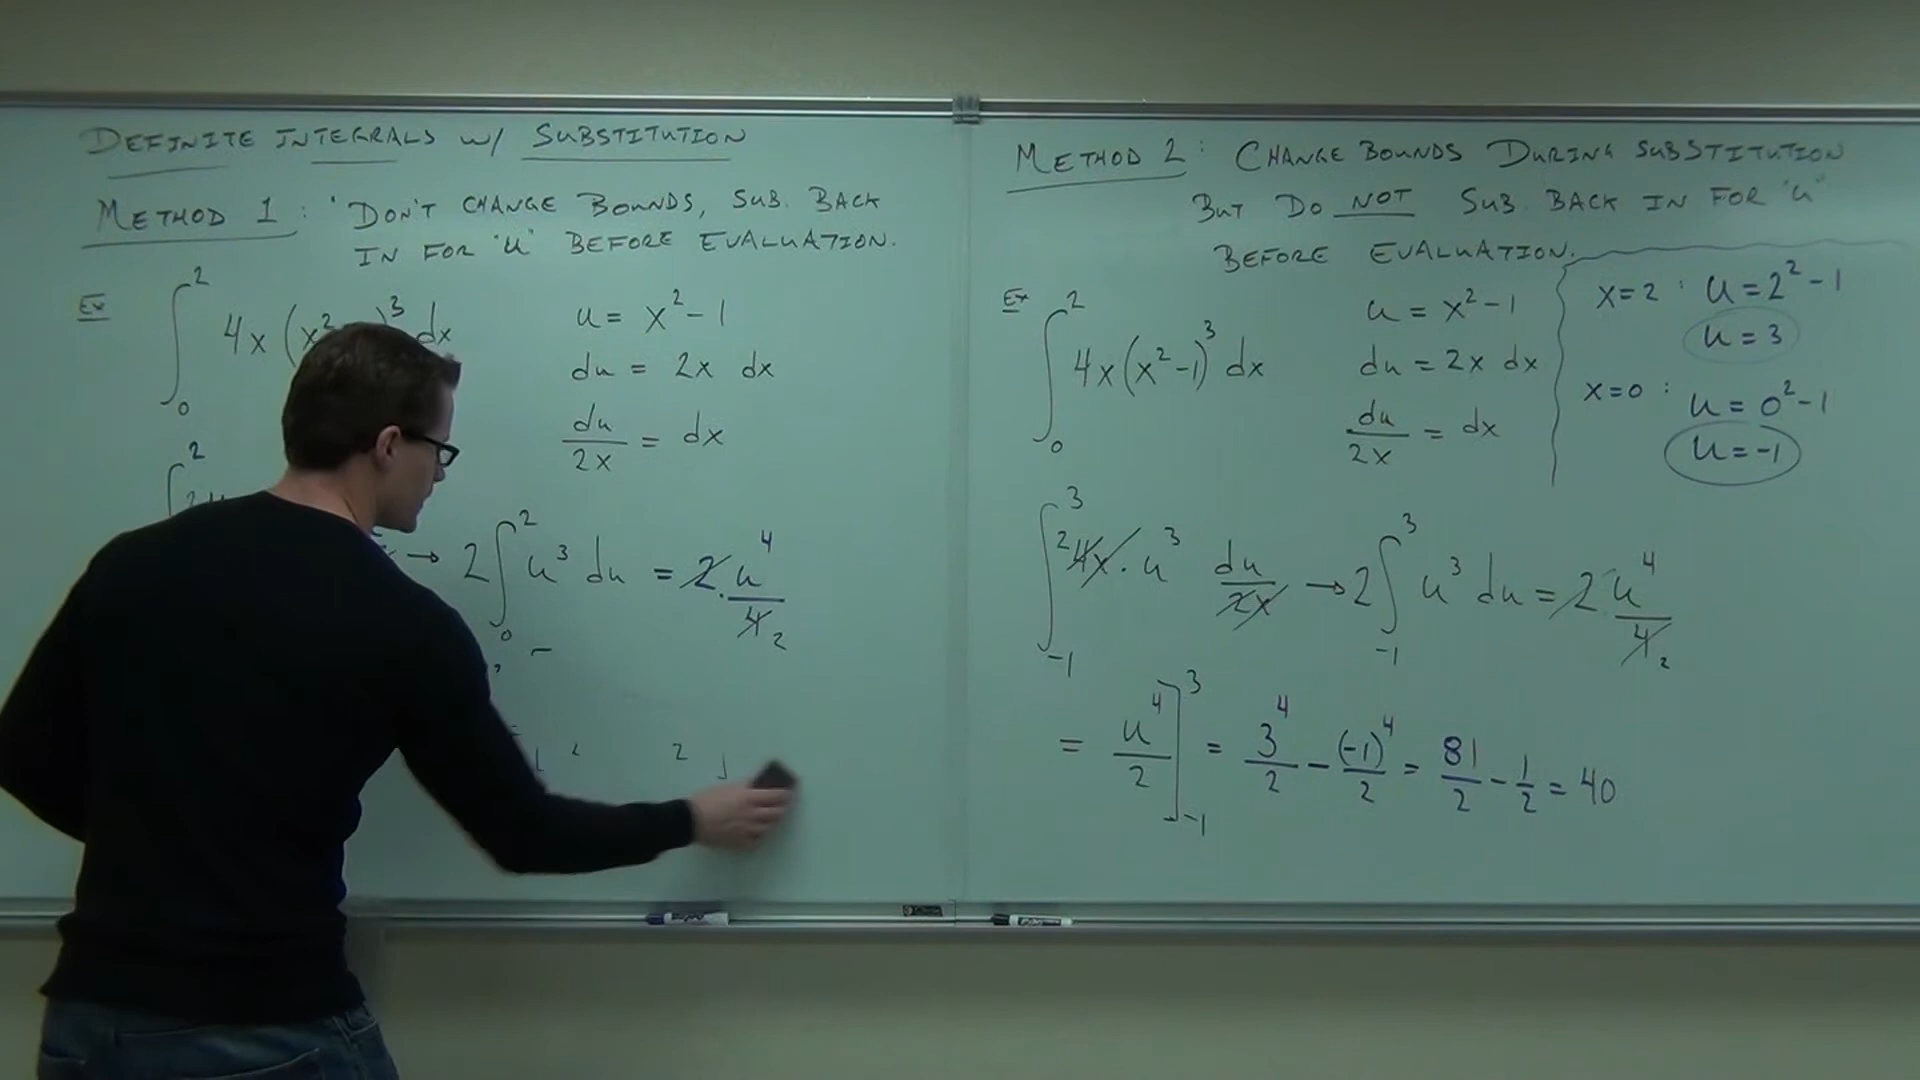 DEFINITE INTEGRALS W/ SUBSTITUTION
METHOD 1 : DON'T CHANGE BOUNDS, SUB. BACK
IN FOR "U" BEFORE EVALUATION.
Ex ∫₀² 4x (x² )³ dx
u = x² - 1
du = 2x dx
du/2x = dx
∫ ²
→ 2 ∫₀² u³ du = 2 · u⁴/4 2
METHOD 2 : CHANGE BOUNDS DURING SUBSTITUTION
BUT DO NOT SUB BACK IN FOR "U"
BEFORE EVALUATION.
Ex ∫₀² 4x(x²-1)³ dx
u = x² - 1
du = 2x dx
du/2x = dx
x=2 : u = 2² - 1
u = 3
x=0 : u = 0² - 1
u = -1
∫₋₁³ 2 4x · u³ du/2x → 2 ∫₋₁³ u³ du = 2 · u⁴/4 2
= u⁴/2 ]₋₁³ = 3⁴/2 - (-1)⁴/2 = 81/2 - 1/2 = 40